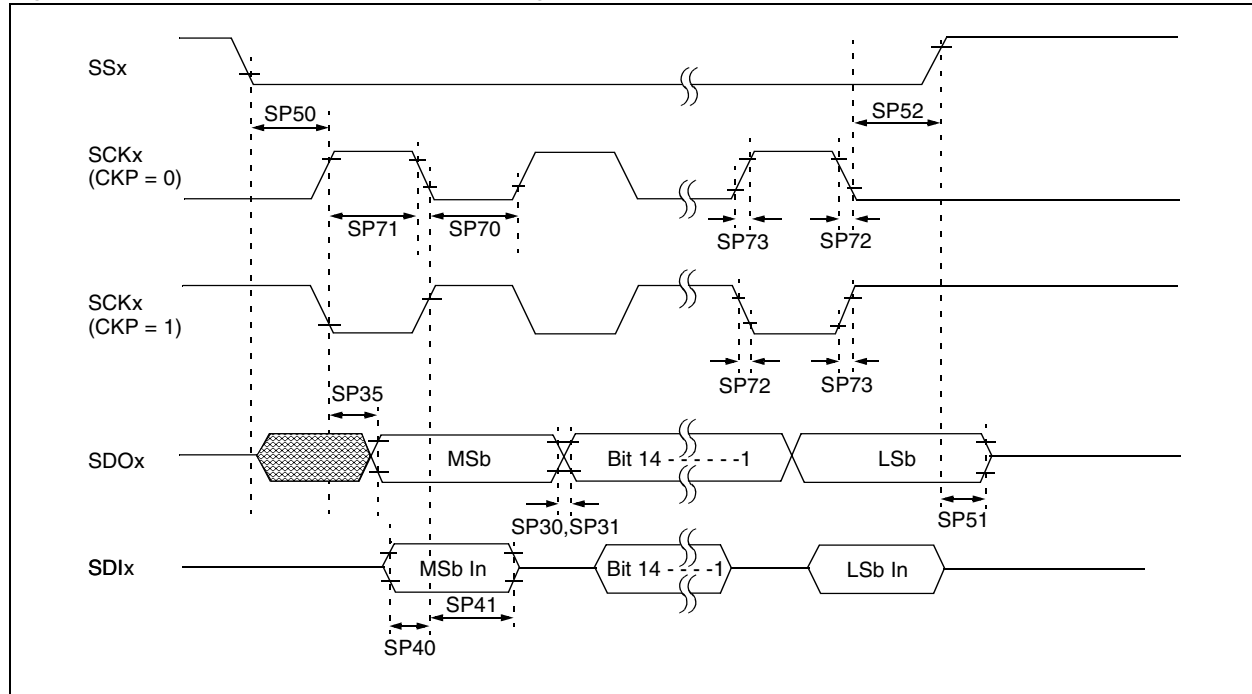 SSx
SP50
SP52
SCKx
(CKP = 0)
SP71
SP70
SP73
SP72
SCKx
(CKP = 1)
SP72
SP73
SP35
SDOx
MSb
Bit 14 - - - - - -1
LSb
SP30,SP31
SP51
SDIx
MSb In
Bit 14 - - - - -1
LSb In
SP41
SP40